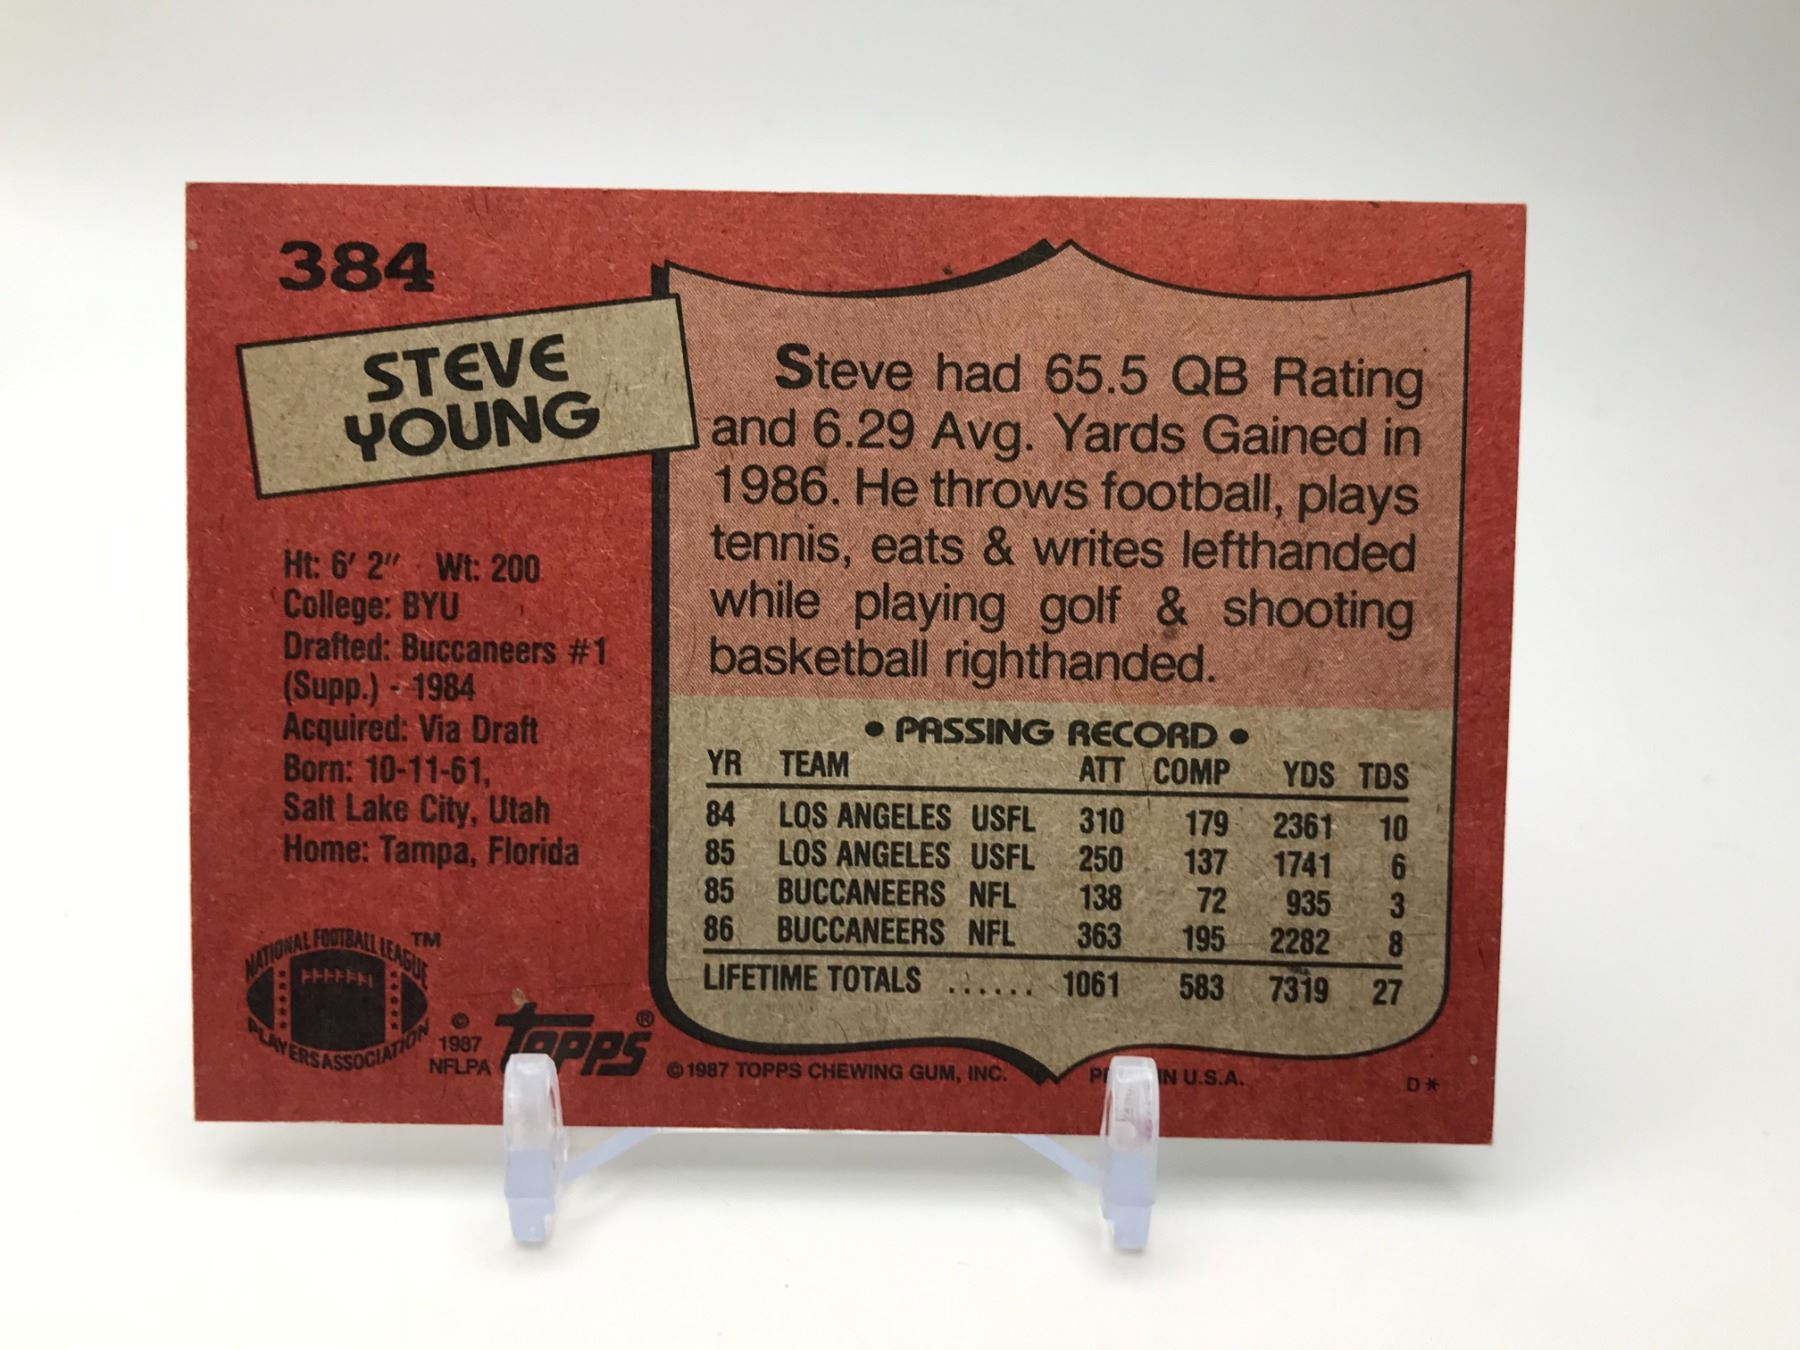 384
STEVE
YOUNG
Ht: 6' 2" Wt: 200
College: BYU
Drafted: Buccaneers #1
(Supp.) - 1984
Acquired: Via Draft
Born: 10-11-61,
Salt Lake City, Utah
Home: Tampa, Florida
NATIONAL FOOTBALL LEAGUE TM
PLAYERS ASSOCIATION
© 1987
NFLPA
TOPPS®
Steve had 65.5 QB Rating
and 6.29 Avg. Yards Gained in
1986. He throws football, plays
tennis, eats & writes lefthanded
while playing golf & shooting
basketball righthanded.
• PASSING RECORD •
YR TEAM ATT COMP YDS TDS
84 LOS ANGELES USFL 310 179 2361 10
85 LOS ANGELES USFL 250 137 1741 6
85 BUCCANEERS NFL 138 72 935 3
86 BUCCANEERS NFL 363 195 2282 8
LIFETIME TOTALS ...... 1061 583 7319 27
©1987 TOPPS CHEWING GUM, INC. IN U.S.A. D*